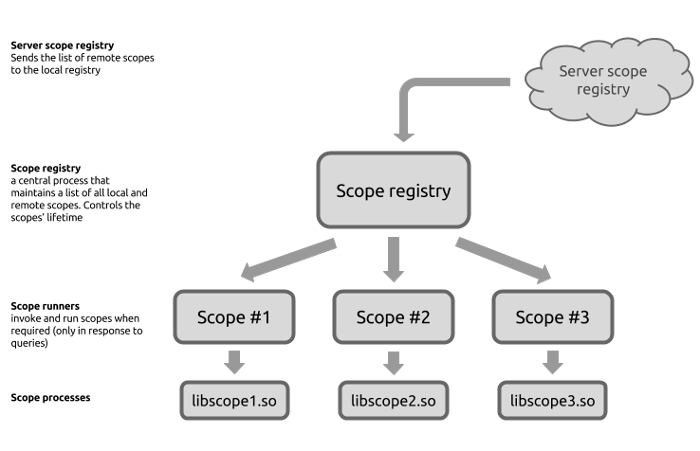 Server scope registry
Sends the list of remote scopes
to the local registry
Server scope
registry
Scope registry
a central process that
maintains a list of all local and
remote scopes. Controls the
scopes' lifetime
Scope registry
Scope runners
invoke and run scopes when
required (only in response to
queries)
Scope #1
Scope #2
Scope #3
Scope processes
libscope1.so
libscope2.so
libscope3.so